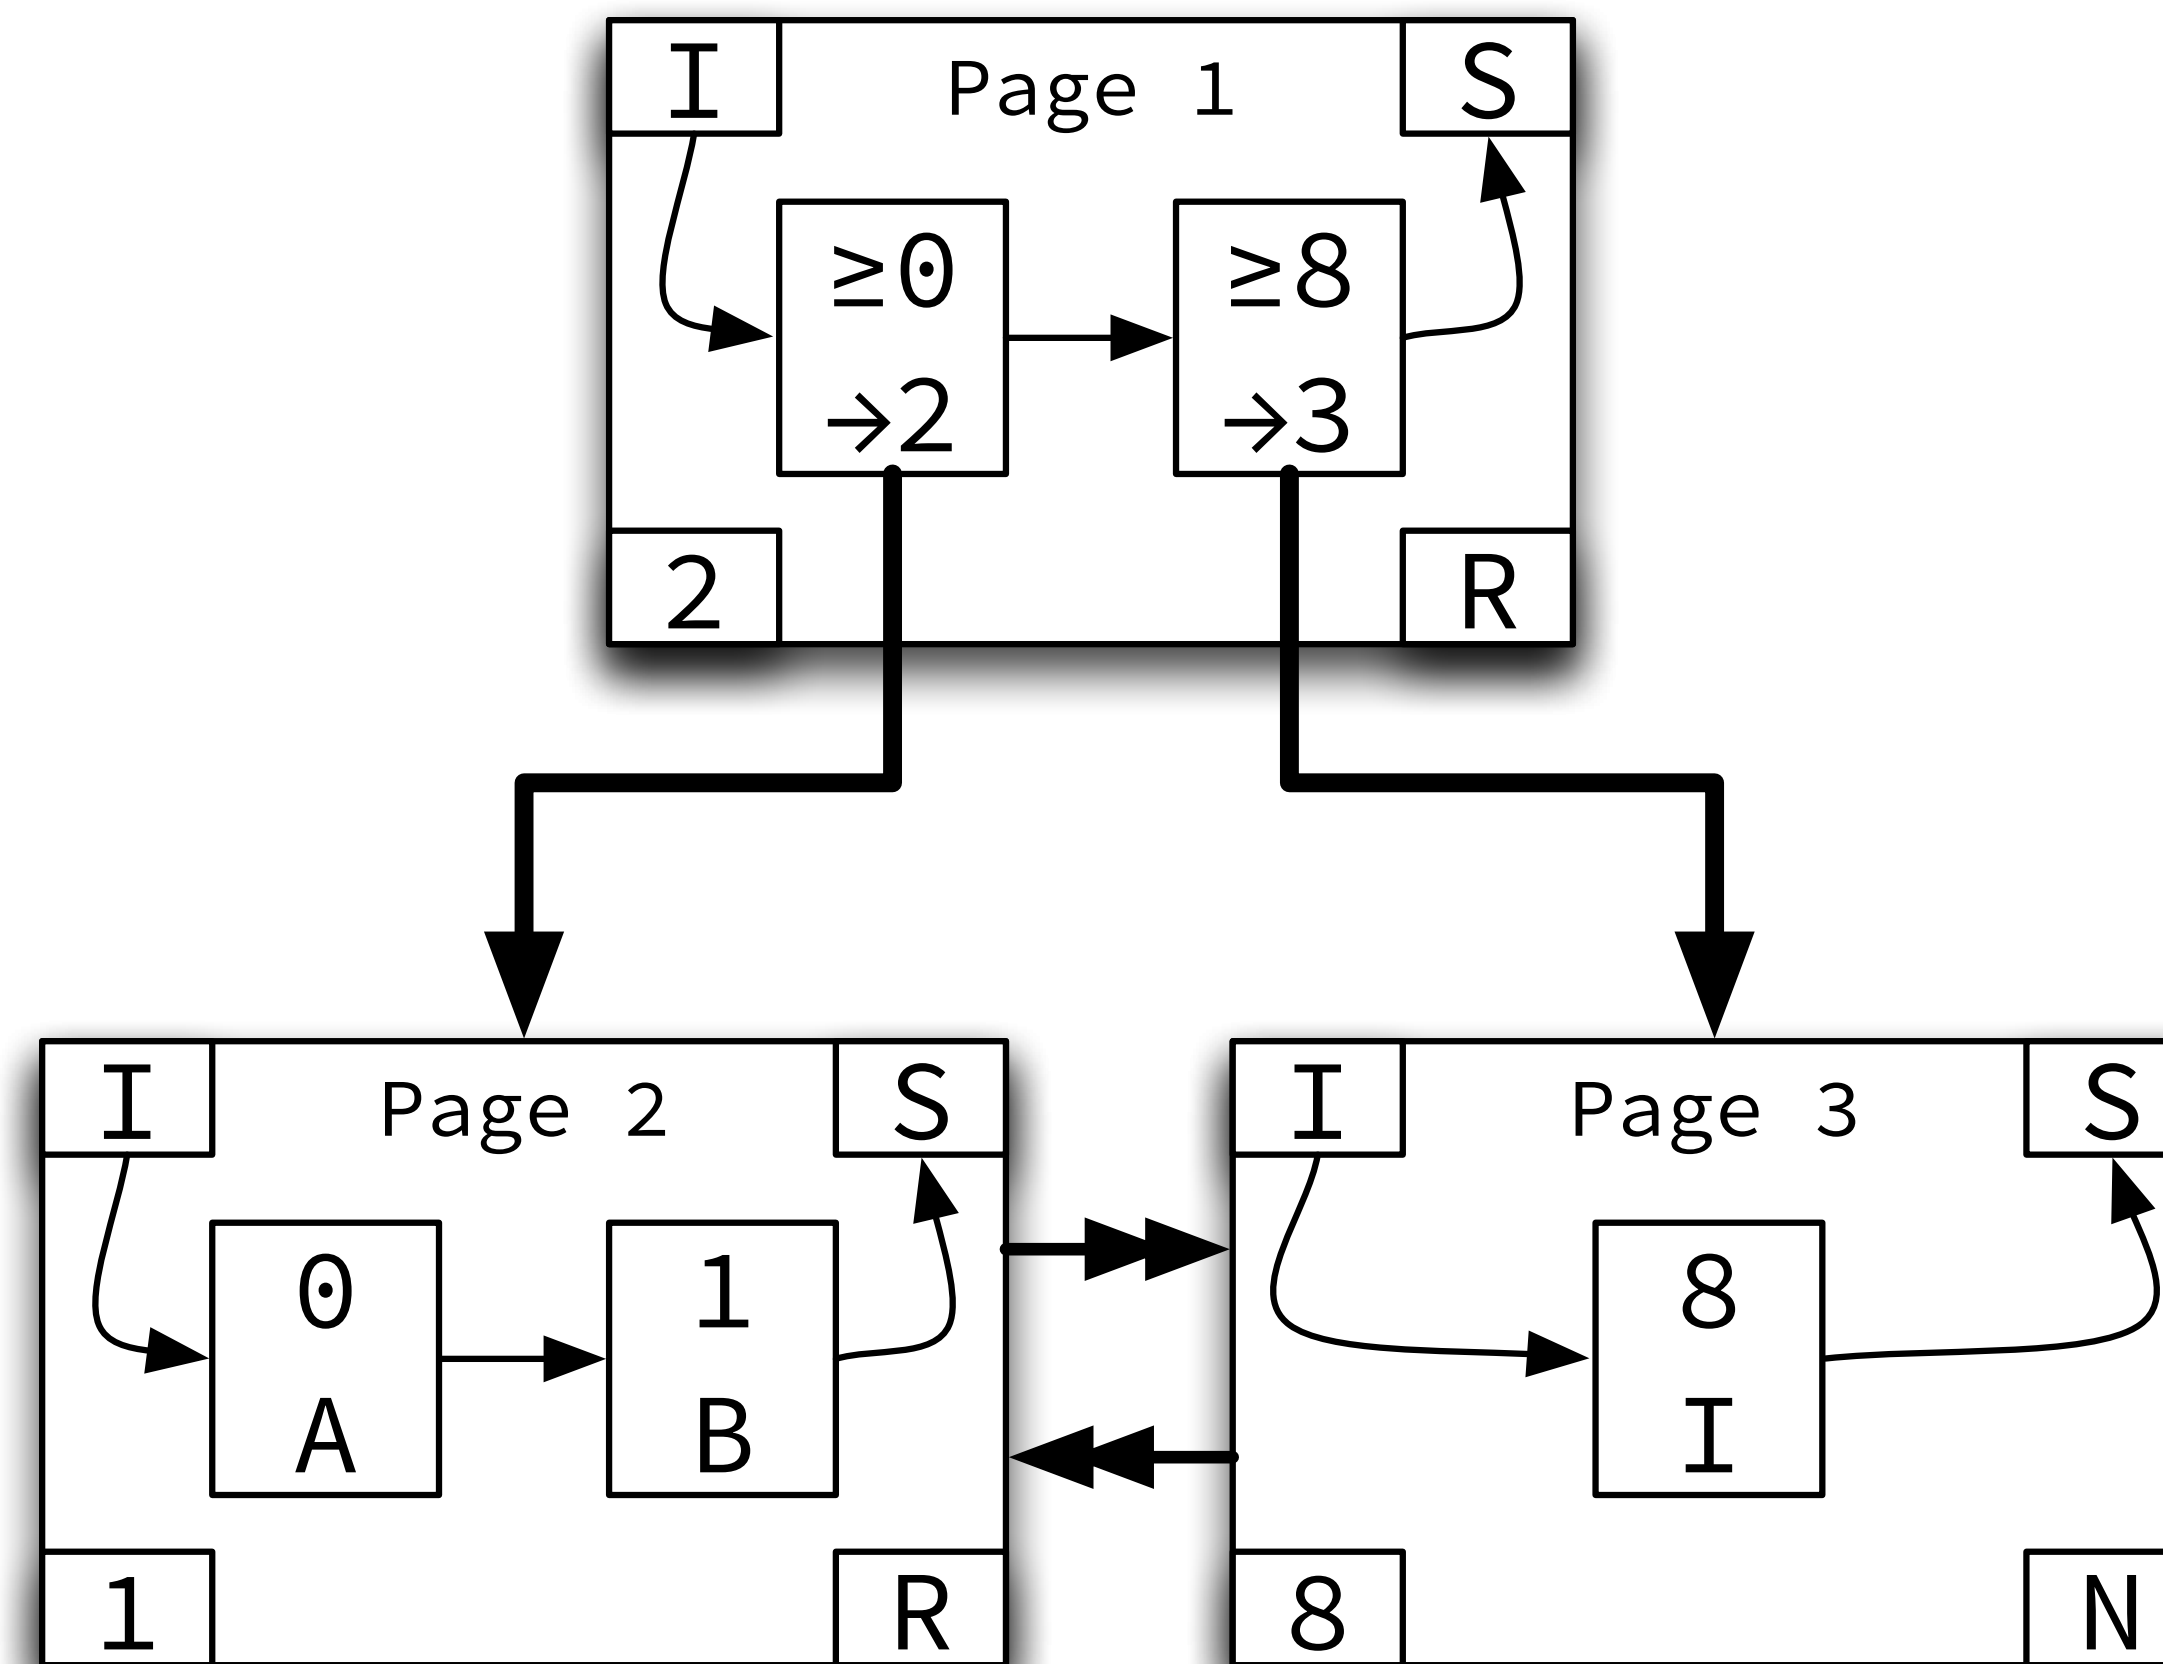 I Page 1 S
≥0 ≥8
→2 →3
2 R
I Page 2 S I Page 3 S
0 1 8
A B I
1 R 8 N